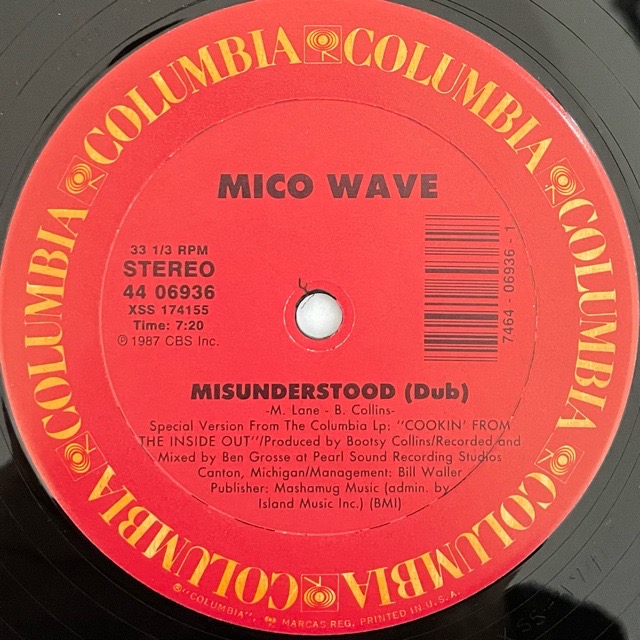 COLUMBIA COLUMBIA COLUMBIA COLUMBIA COLUMBIA COLUMBIA COLUMBIA COLUMBIA
MICO WAVE
33 1/3 RPM
STEREO
44 06936
XSS 174155
Time: 7:20
℗ 1987 CBS Inc.
7464 - 06936 - 1
MISUNDERSTOOD (Dub)
-M. Lane - B. Collins-
Special Version From The Columbia Lp: "COOKIN' FROM
THE INSIDE OUT"/Produced by Bootsy Collins/Recorded and
Mixed by Ben Grosse at Pearl Sound Recording Studios
Canton, Michigan/Management: Bill Waller
Publisher: Mashamug Music (admin. by
Island Music Inc.) (BMI)
®"COLUMBIA", MARCAS REG. PRINTED IN U.S.A.